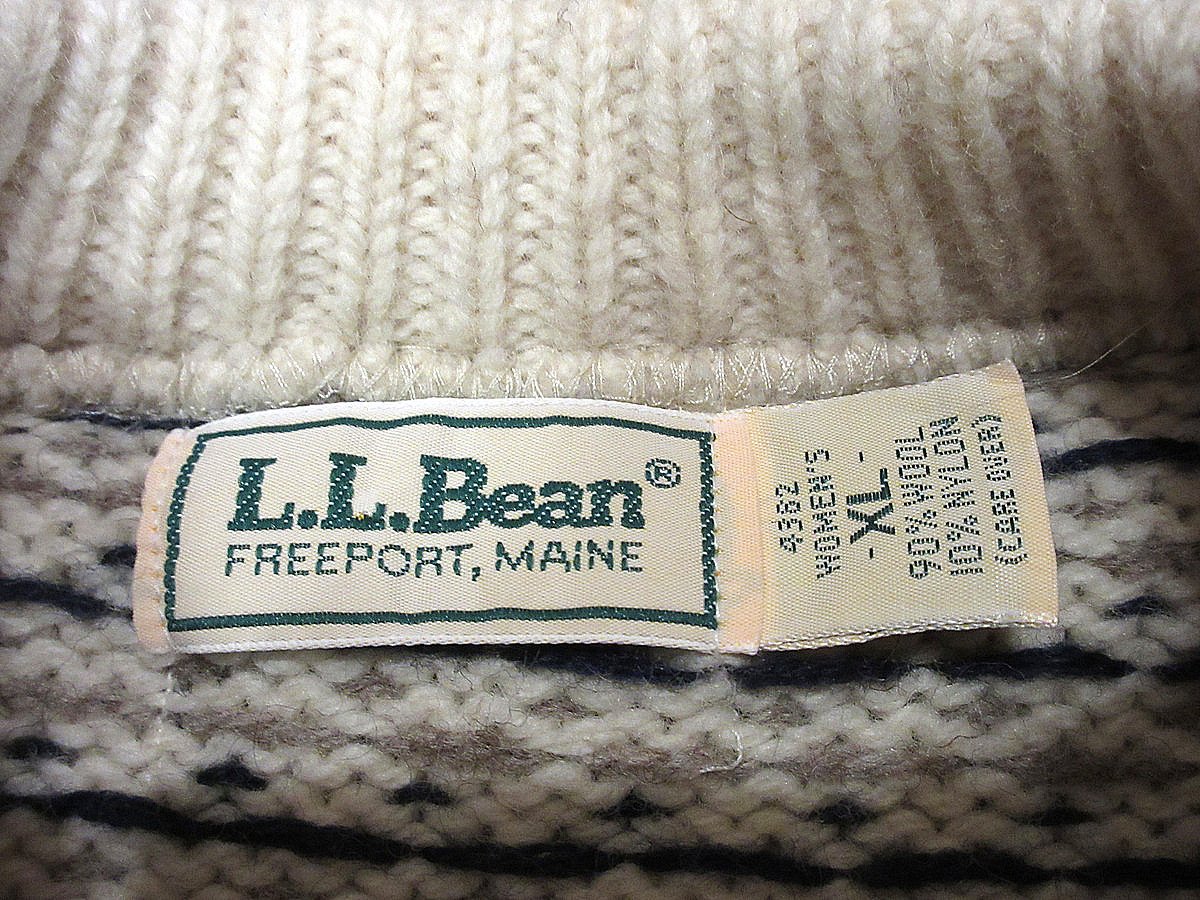 L.L.Bean®
FREEPORT, MAINE
4382
WOMEN'S
-XL-
90% WOOL
10% NYLON
(CARE OVER)